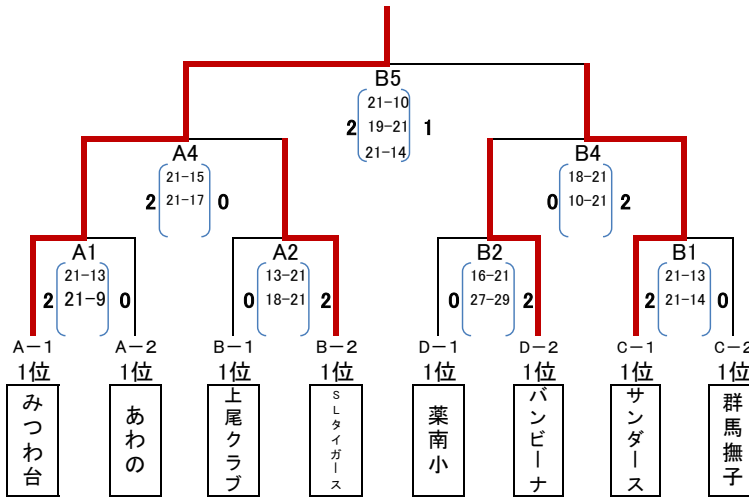 B5
21-10
2 19-21 1
21-14
A4 B4
21-15 18-21
2 21-17 0 0 10-21 2
A1 A2 B2 B1
21-13 13-21 16-21 21-13
2 21-9 0 0 18-21 2 0 27-29 2 2 21-14 0
A-1 A-2 B-1 B-2 D-1 D-2 C-1 C-2
1位 1位 1位 1位 1位 1位 1位 1位
みつわ台
あわの
上尾クラブ
SLタイガース
薬南小
バンビーナ
サンダース
群馬撫子